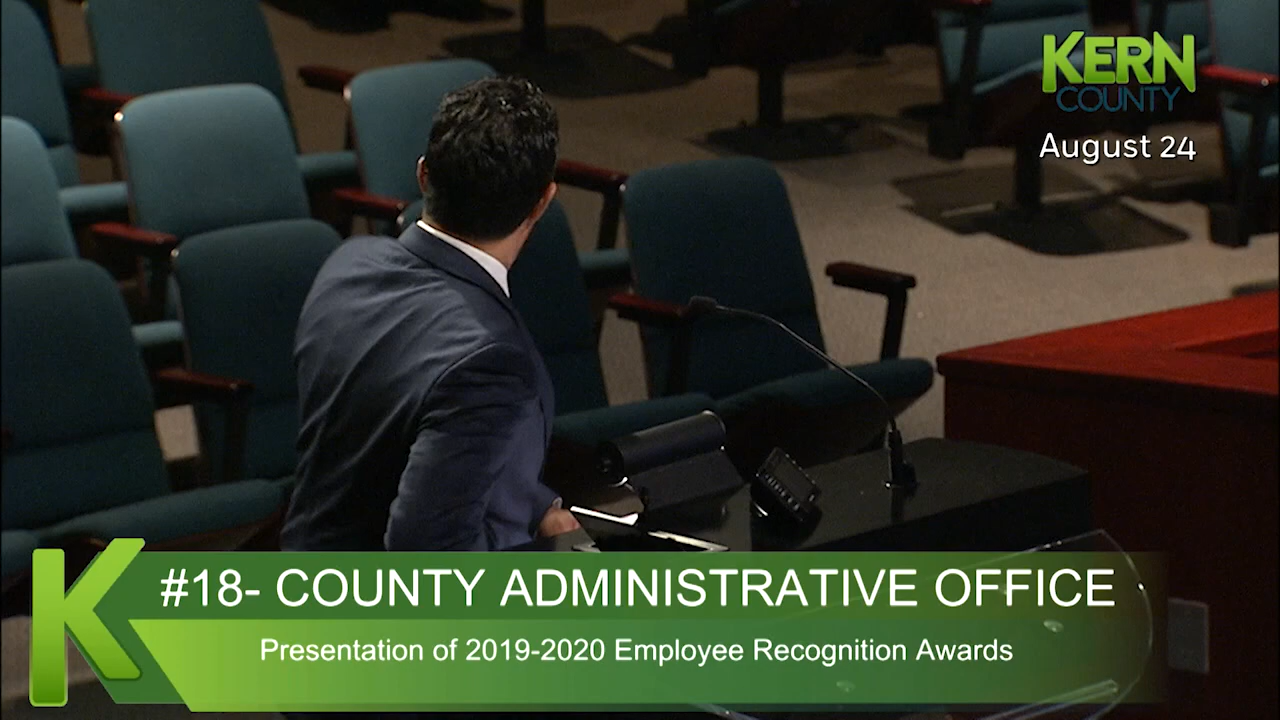 KERN
COUNTY
August 24
#18- COUNTY ADMINISTRATIVE OFFICE
Presentation of 2019-2020 Employee Recognition Awards